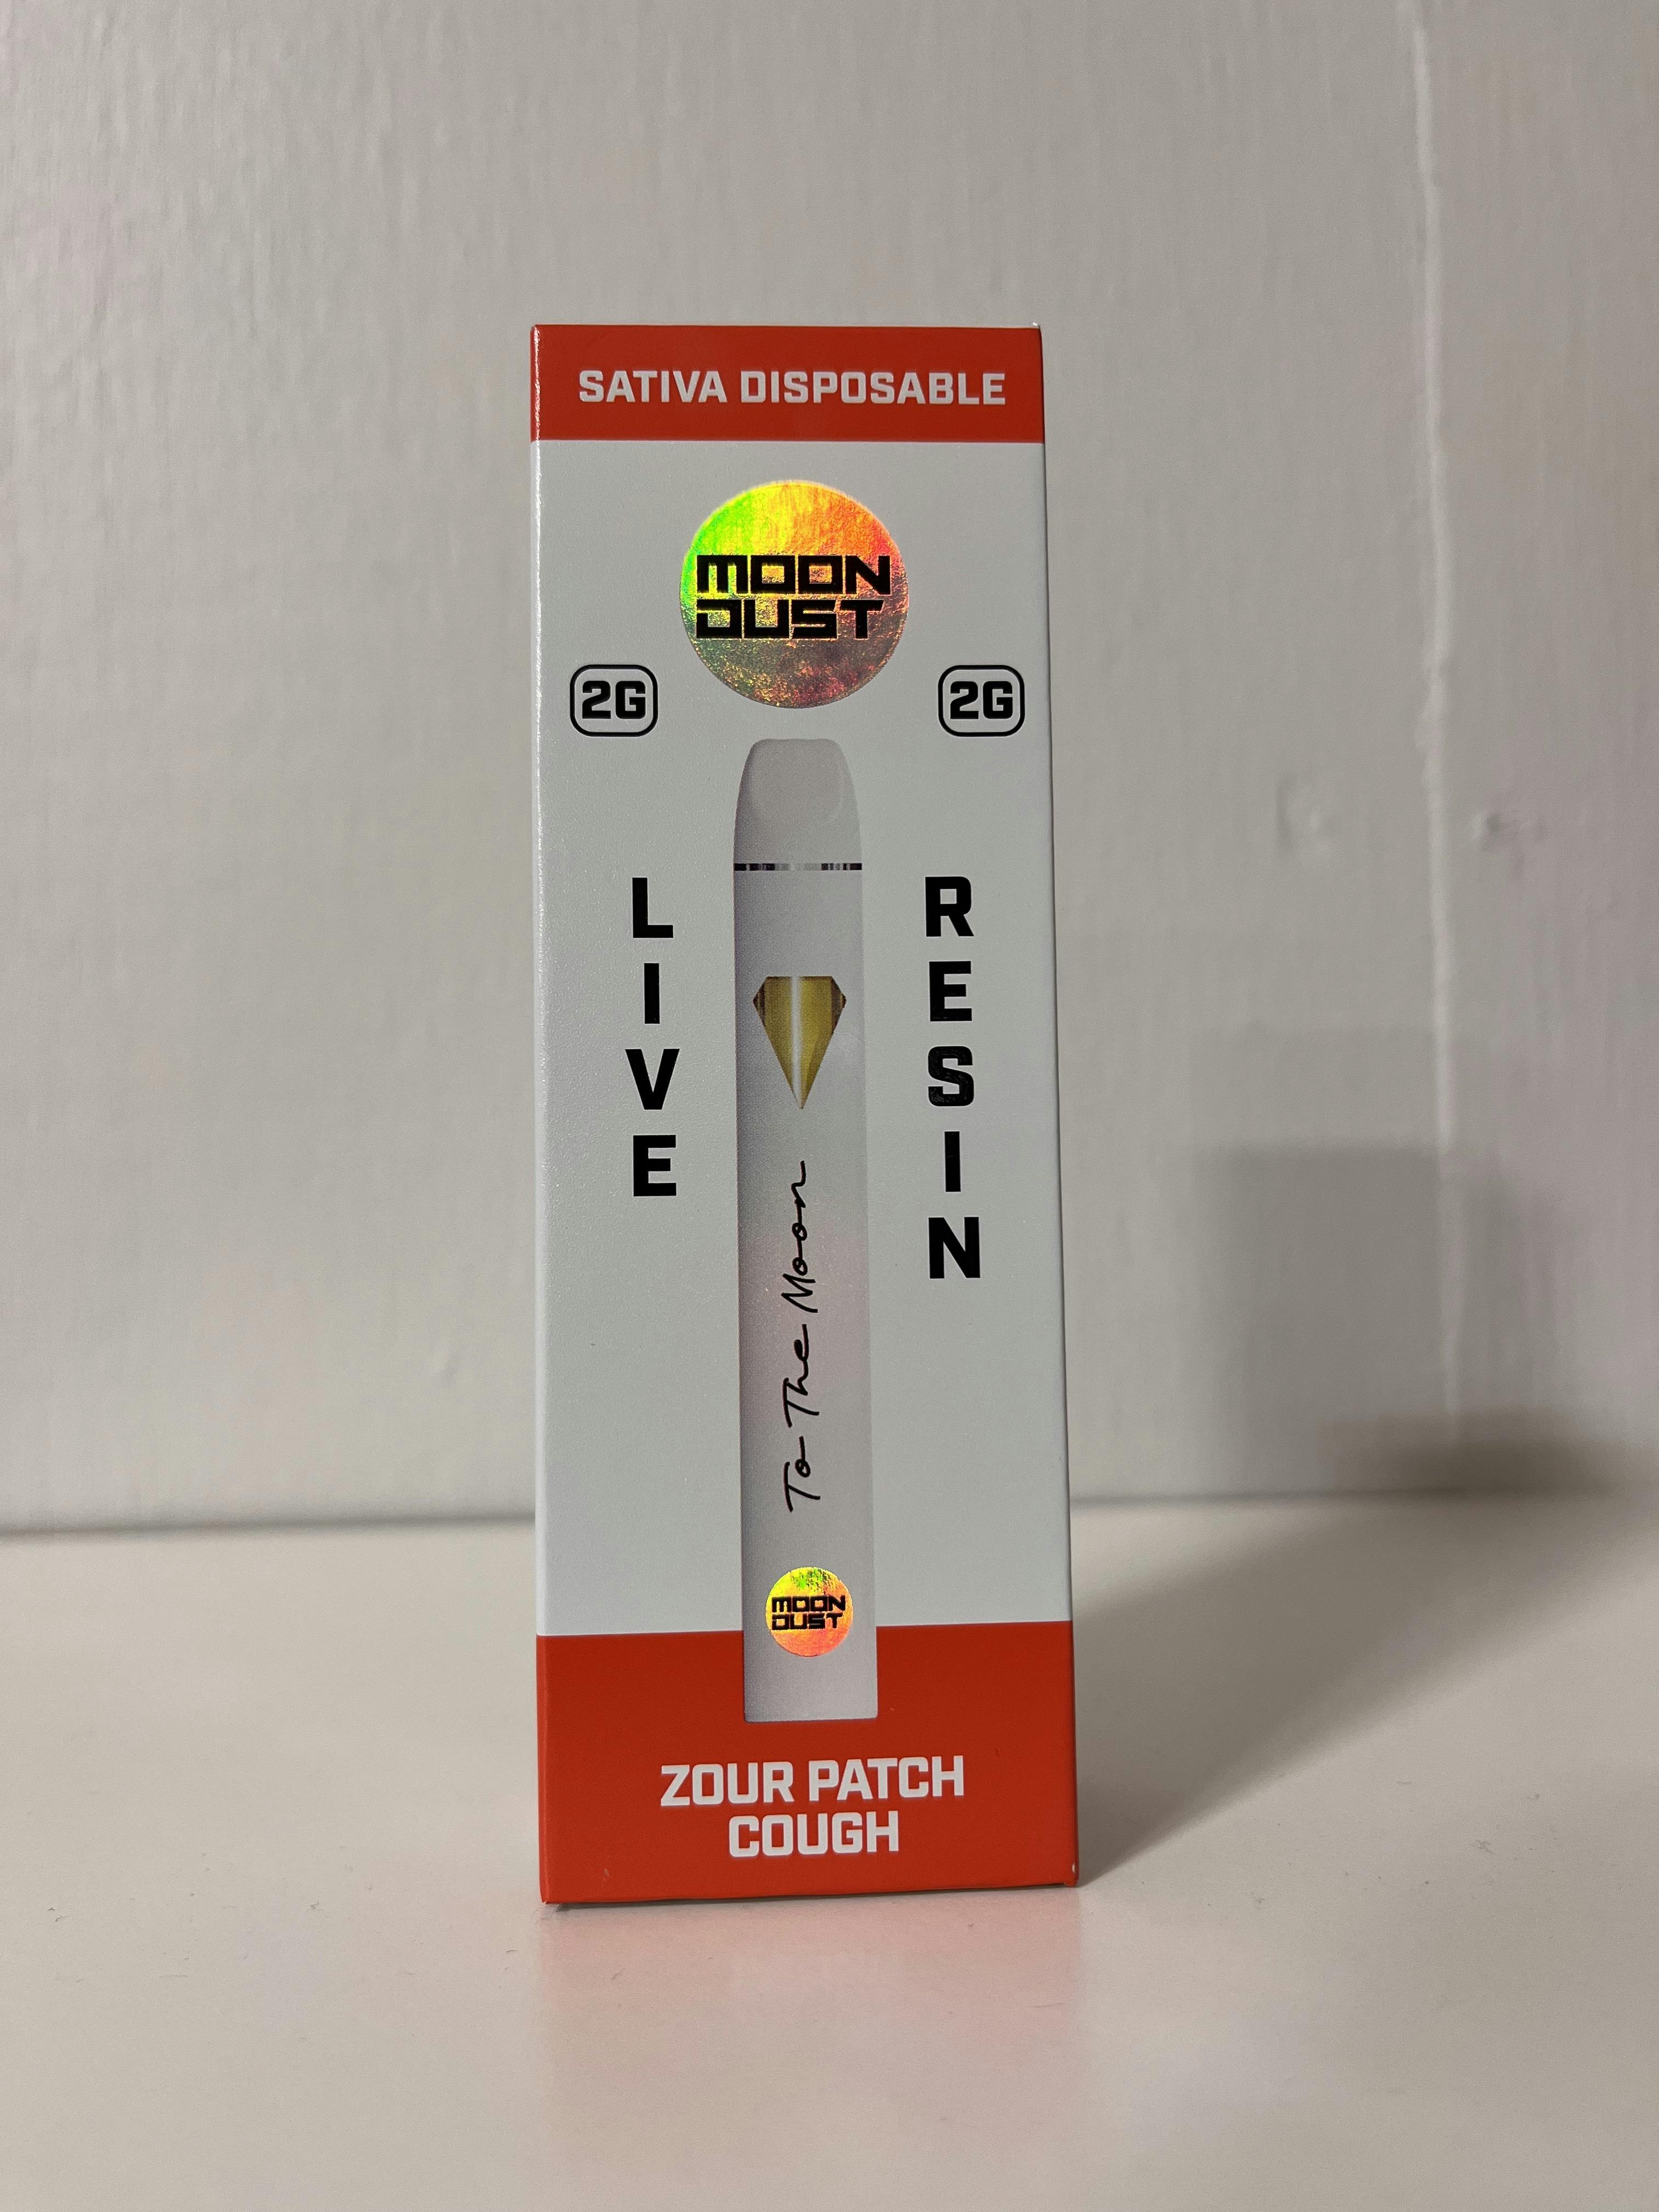 SATIVA DISPOSABLE
MOON
DUST
2G
2G
LIVE
RESIN
To The Moon
MOON
DUST
ZOUR PATCH
COUGH